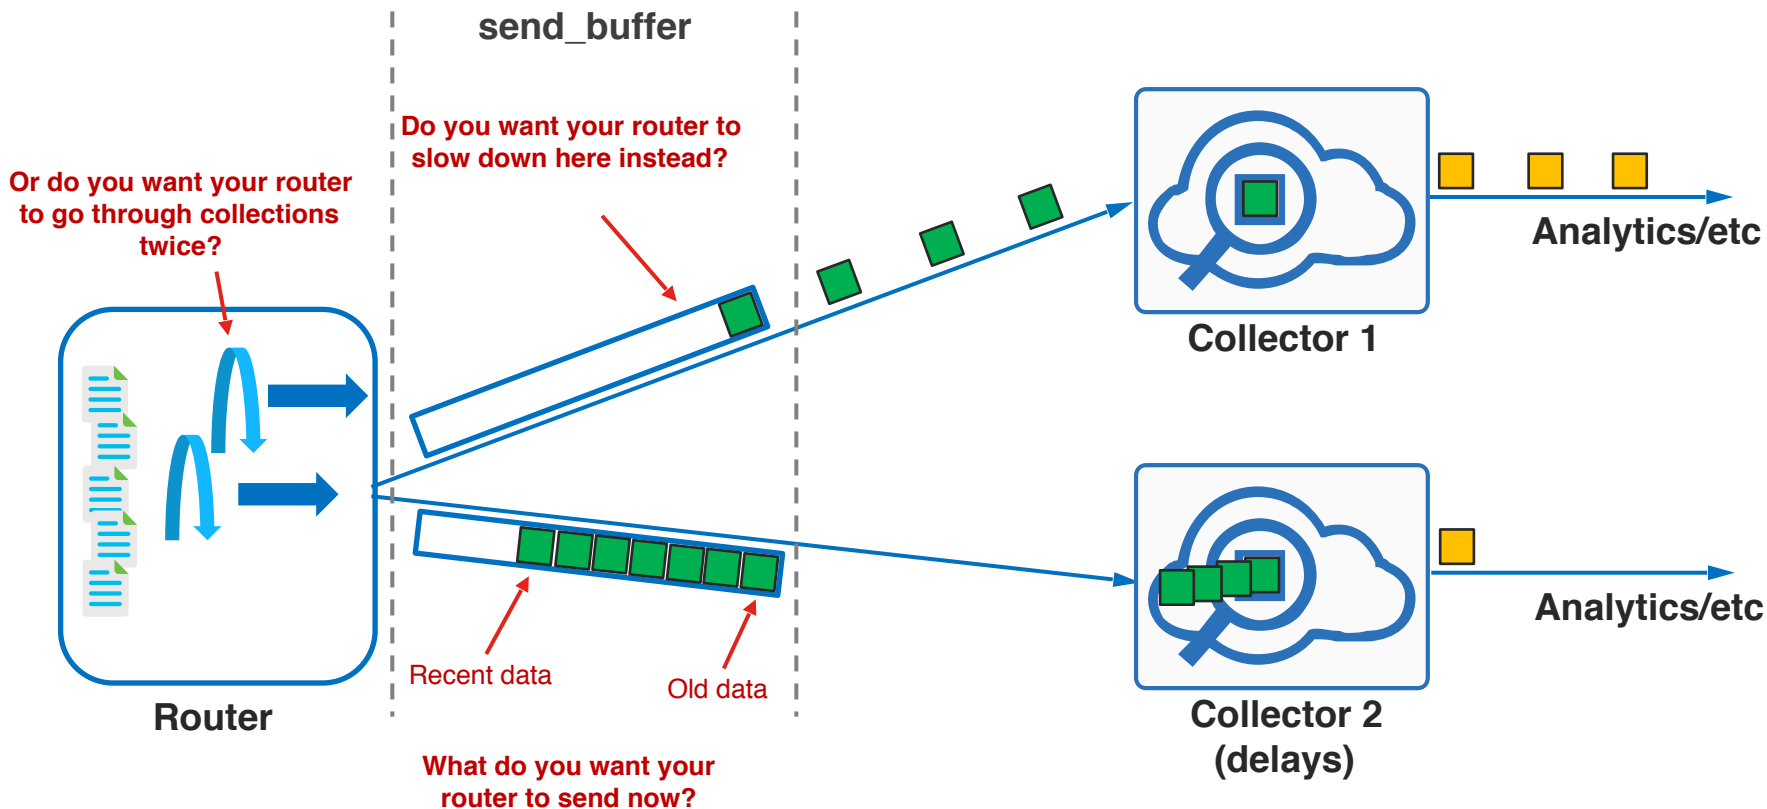 send_buffer
Do you want your router to
slow down here instead?
Or do you want your router
to go through collections
twice?
Analytics/etc
Collector 1
Recent data
Old data
Router
Analytics/etc
Collector 2
(delays)
What do you want your
router to send now?